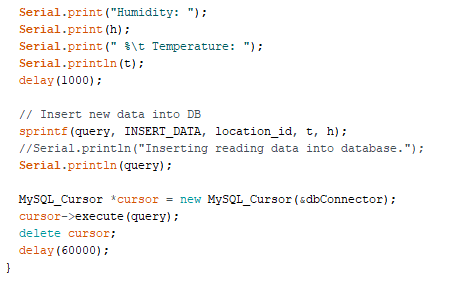 Serial.print("Humidity: ");
Serial.print(h);
Serial.print(" %\t Temperature: ");
Serial.println(t);
delay(1000);
// Insert new data into DB
sprintf(query, INSERT_DATA, location_id, t, h);
//Serial.println("Inserting reading data into database.");
Serial.println(query);
MySQL_Cursor *cursor = new MySQL_Cursor(&dbConnector);
cursor->execute(query);
delete cursor;
delay(60000);
}